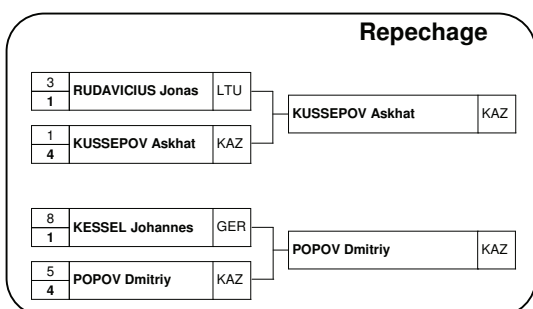 Repechage
3
1
RUDAVICIUS Jonas LTU
1
4
KUSSEPOV Askhat KAZ
KUSSEPOV Askhat KAZ
8
1
KESSEL Johannes GER
5
4
POPOV Dmitriy KAZ
POPOV Dmitriy KAZ